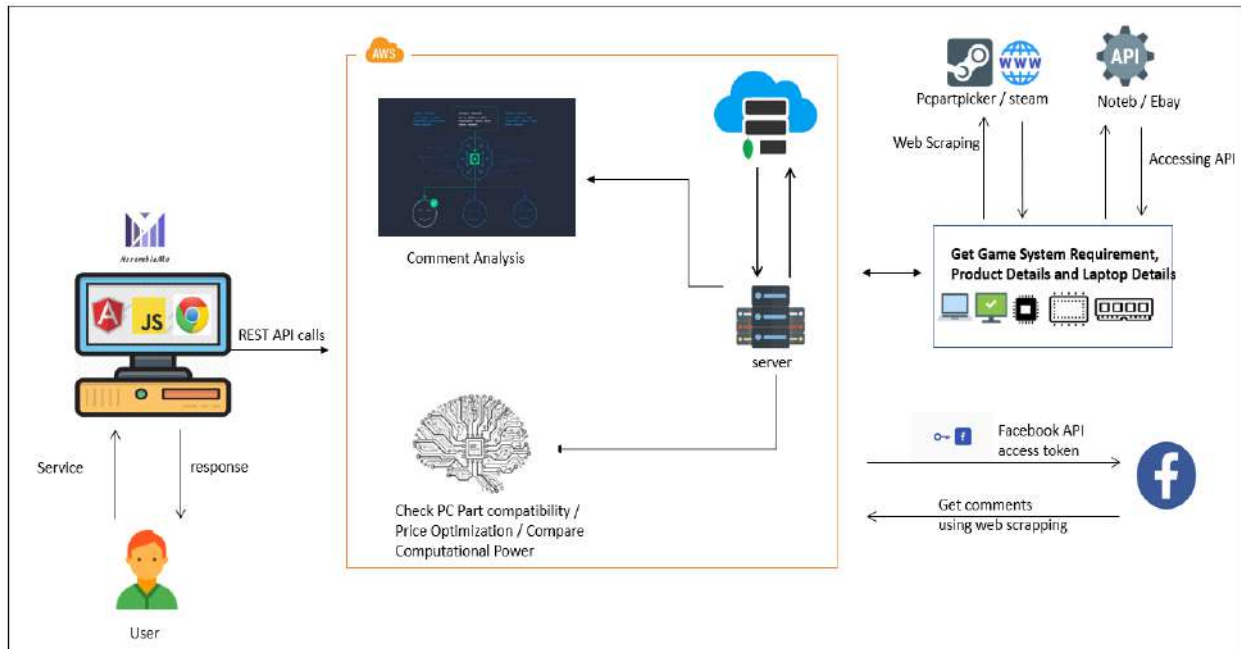 AWS
WWW
API
Pcpartpicker / steam
Noteb / Ebay
Web Scraping
Accessing API
Comment Analysis
Get Game System Requirement,
Product Details and Laptop Details
AssembleMe
JS
REST API calls
server
Service
response
Facebook API
access token
Get comments
using web scrapping
Check PC Part compatibility /
Price Optimization / Compare
Computational Power
User